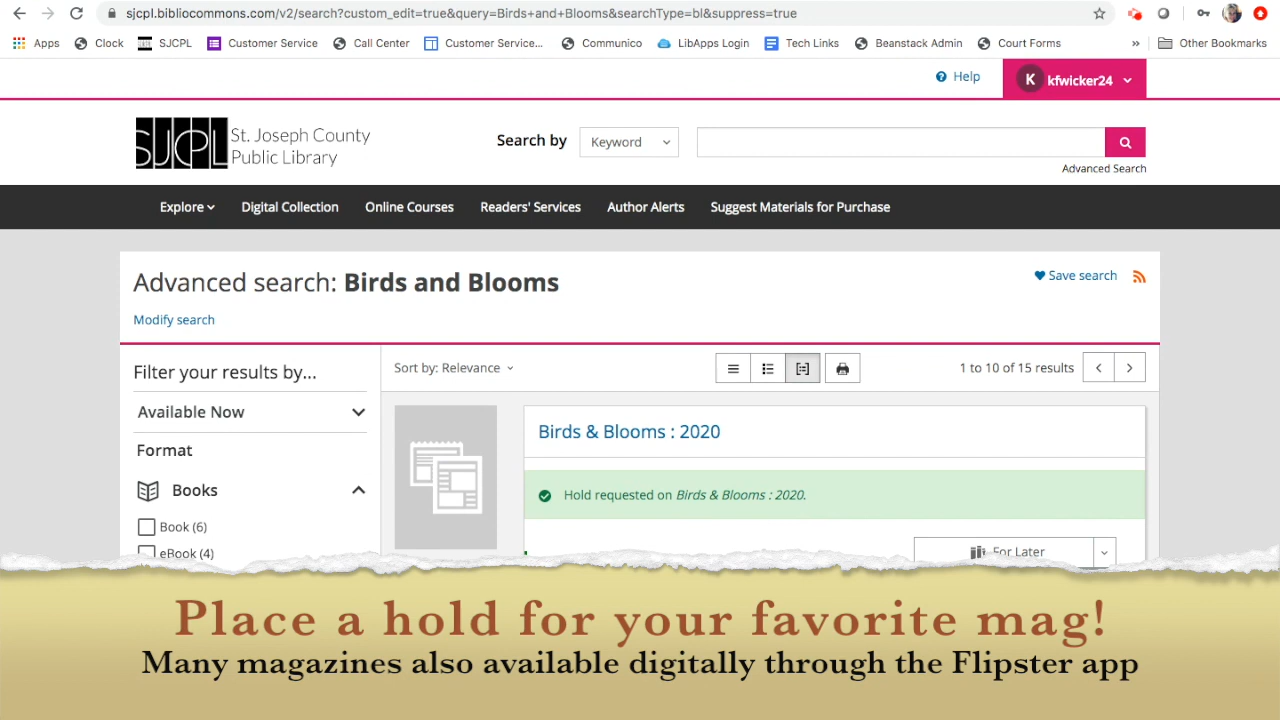 sjcpl.bibliocommons.com/v2/search?custom_edit=true&query=Birds+and+Blooms&searchType=bl&suppress=true
Apps Clock SJCPL Customer Service Call Center Customer Service... Communico LibApps Login Tech Links Beanstack Admin Court Forms » Other Bookmarks
Help K kfwicker24
SJCPL St. Joseph County
Public Library
Search by Keyword
Advanced Search
Explore Digital Collection Online Courses Readers' Services Author Alerts Suggest Materials for Purchase
Advanced search: Birds and Blooms
Save search
Modify search
Filter your results by...
Sort by: Relevance
1 to 10 of 15 results
Available Now
Birds & Blooms : 2020
Format
Books
Hold requested on Birds & Blooms : 2020.
Book (6)
eBook (4)
For Later
Place a hold for your favorite mag!
Many magazines also available digitally through the Flipster app